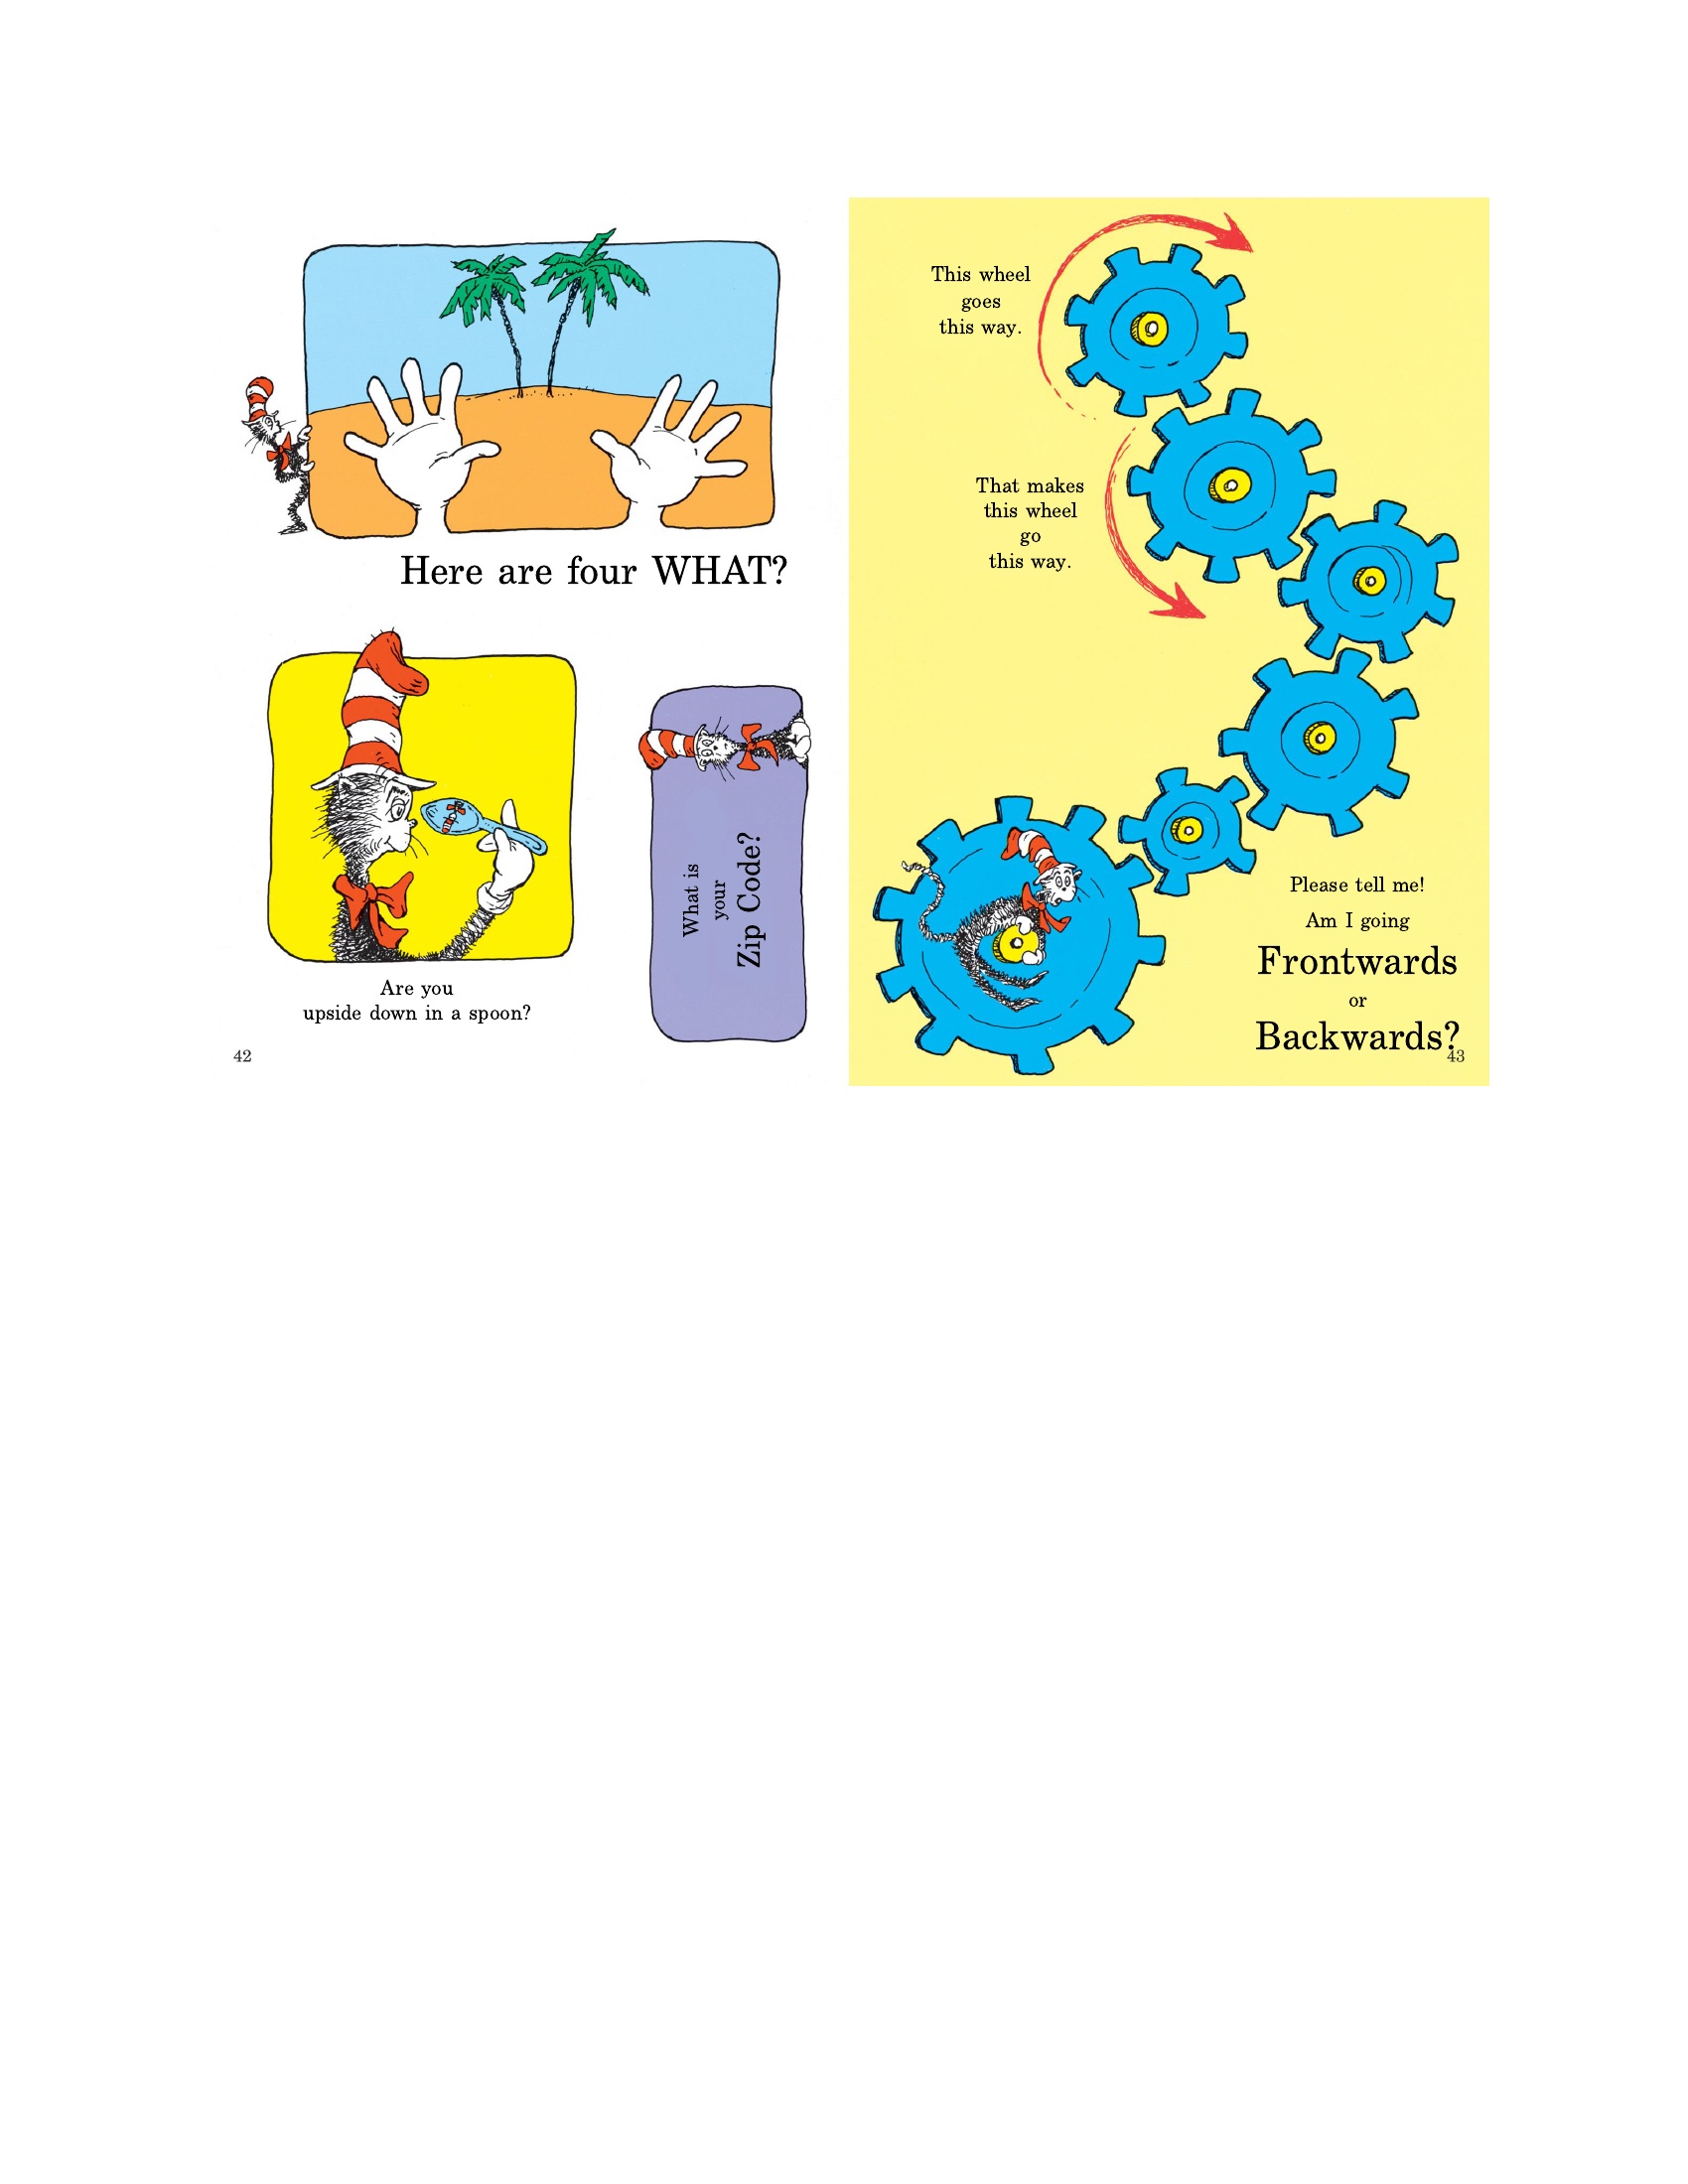 Here are four WHAT?
Are you
upside down in a spoon?
What is
your
Zip Code?
42
This wheel
goes
this way.
That makes
this wheel
go
this way.
Please tell me!
Am I going
Frontwards
or
Backwards?
43